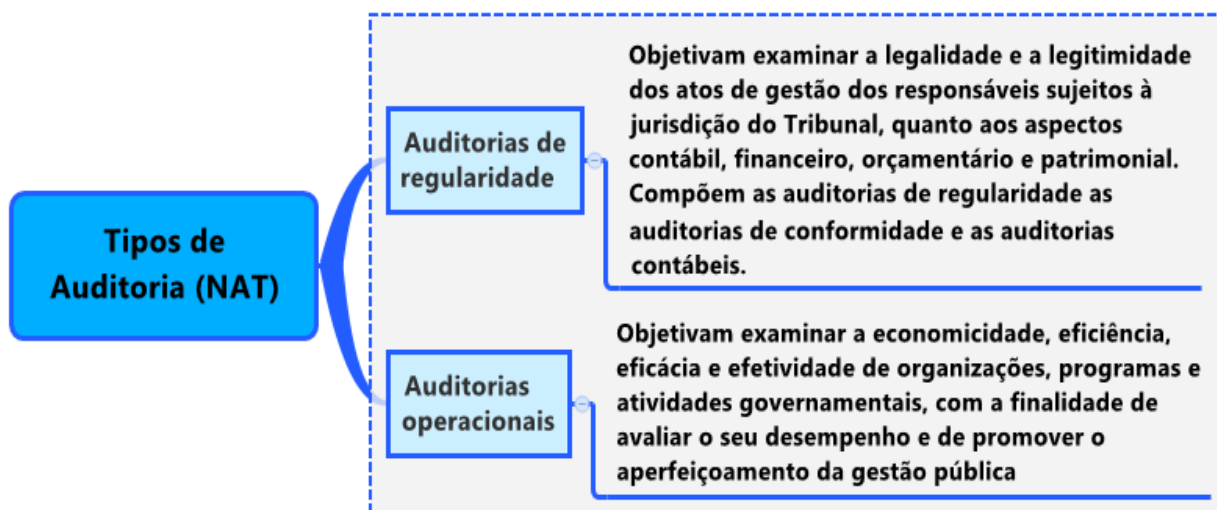 Tipos de
Auditoria (NAT)
Auditorias de
regularidade
Objetivam examinar a legalidade e a legitimidade
dos atos de gestão dos responsáveis sujeitos à
jurisdição do Tribunal, quanto aos aspectos
contábil, financeiro, orçamentário e patrimonial.
Compõem as auditorias de regularidade as
auditorias de conformidade e as auditorias
contábeis.
Auditorias
operacionais
Objetivam examinar a economicidade, eficiência,
eficácia e efetividade de organizações, programas e
atividades governamentais, com a finalidade de
avaliar o seu desempenho e de promover o
aperfeiçoamento da gestão pública